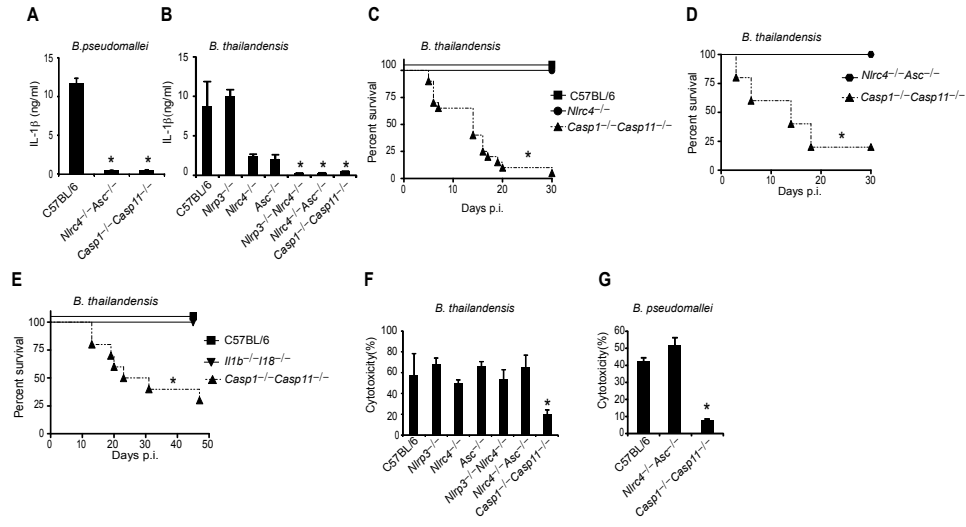 A
B.pseudomallei
IL-1β (ng/ml)
15
10
5
0
*
*
C57BL/6
Nlrc4–/–Asc–/–
Casp1–/–Casp11–/–
B
B. thailandensis
IL-1β(ng/ml)
15
10
5
0
*
*
*
C57BL/6
Nlrp3–/–
Nlrc4–/–
Asc–/–
Nlrp3–/–Nlrc4–/–
Nlrc4–/–Asc–/–
Casp1–/–Casp11–/–
C
B. thailandensis
Percent survival
100
75
50
25
0
0
10
20
30
Days p.i.
*
C57BL/6
Nlrc4–/–
Casp1–/–Casp11–/–
D
B. thailandensis
Percent survival
100
75
50
25
0
0
10
20
30
Days p.i.
*
Nlrc4–/–Asc–/–
Casp1–/–Casp11–/–
E
B. thailandensis
Percent survival
100
75
50
25
0
0
10
20
30
40
50
Days p.i.
*
C57BL/6
Il1b–/–I18–/–
Casp1–/–Casp11–/–
F
B. thailandensis
Cytotoxicity(%)
100
80
60
40
20
0
*
C57BL/6
Nlrp3–/–
Nlrc4–/–
Asc–/–
Nlrp3–/–Nlrc4–/–
Nlrc4–/–Asc–/–
Casp1–/–Casp11–/–
G
B. pseudomallei
Cytotoxicity(%)
60
50
40
30
20
10
0
*
C57BL/6
Nlrc4–/–Asc–/–
Casp1–/–Casp11–/–